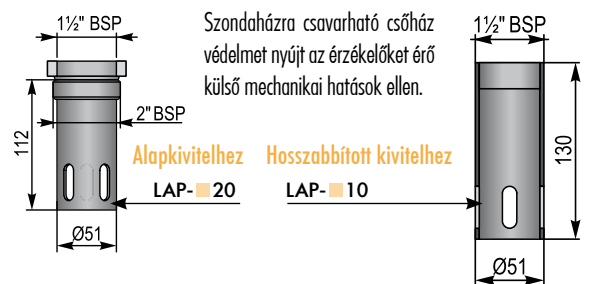 1½" BSP
Szondaházra csavarható csőház
védelmet nyújt az érzékelőket érő
külső mechanikai hatások ellen.
1½" BSP
2" BSP
112
130
Alapkivitelhez
Hosszabbított kivitelhez
LAP- 20
LAP- 10
Ø51
Ø51